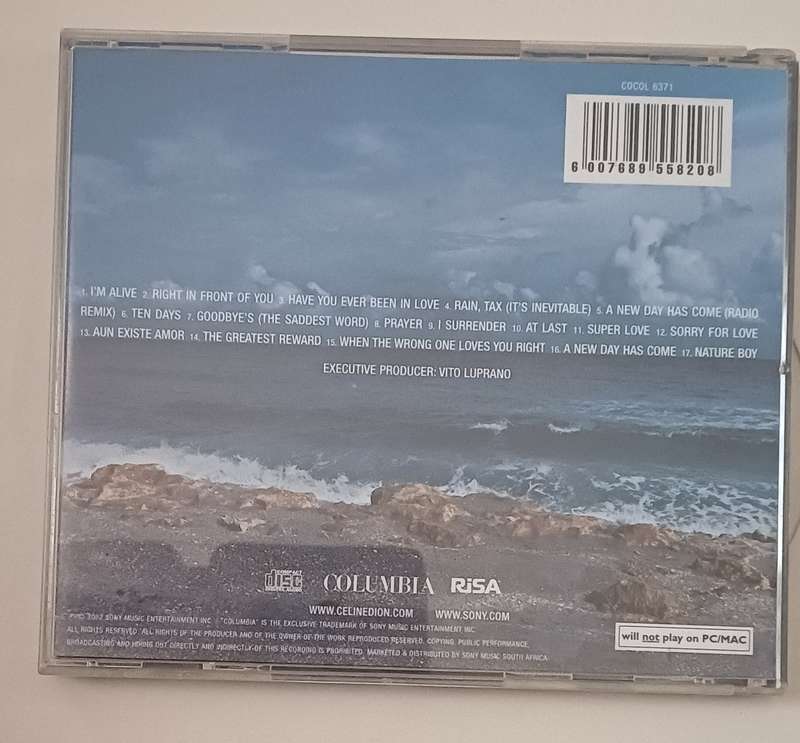 COCOL 6371
6 007689 558208
1. I'M ALIVE 2. RIGHT IN FRONT OF YOU 3. HAVE YOU EVER BEEN IN LOVE 4. RAIN, TAX (IT'S INEVITABLE) 5. A NEW DAY HAS COME (RADIO
REMIX) 6. TEN DAYS 7. GOODBYE'S (THE SADDEST WORD) 8. PRAYER 9. I SURRENDER 10. AT LAST 11. SUPER LOVE 12. SORRY FOR LOVE
13. AUN EXISTE AMOR 14. THE GREATEST REWARD 15. WHEN THE WRONG ONE LOVES YOU RIGHT 16. A NEW DAY HAS COME 17. NATURE BOY
EXECUTIVE PRODUCER: VITO LUPRANO
COMPACT disc DIGITAL AUDIO COLUMBIA RiSA
WWW.CELINEDION.COM WWW.SONY.COM
2002 SONY MUSIC ENTERTAINMENT INC. "COLUMBIA" IS THE EXCLUSIVE TRADEMARK OF SONY MUSIC ENTERTAINMENT INC.
ALL RIGHTS RESERVED. ALL RIGHTS OF THE PRODUCER AND OF THE OWNER OF THE WORK REPRODUCED RESERVED. COPYING, PUBLIC PERFORMANCE,
BROADCASTING AND HIRING OUT DIRECTLY AND INDIRECTLY OF THIS RECORDING IS PROHIBITED. MARKETED & DISTRIBUTED BY SONY MUSIC SOUTH AFRICA.
will not play on PC/MAC